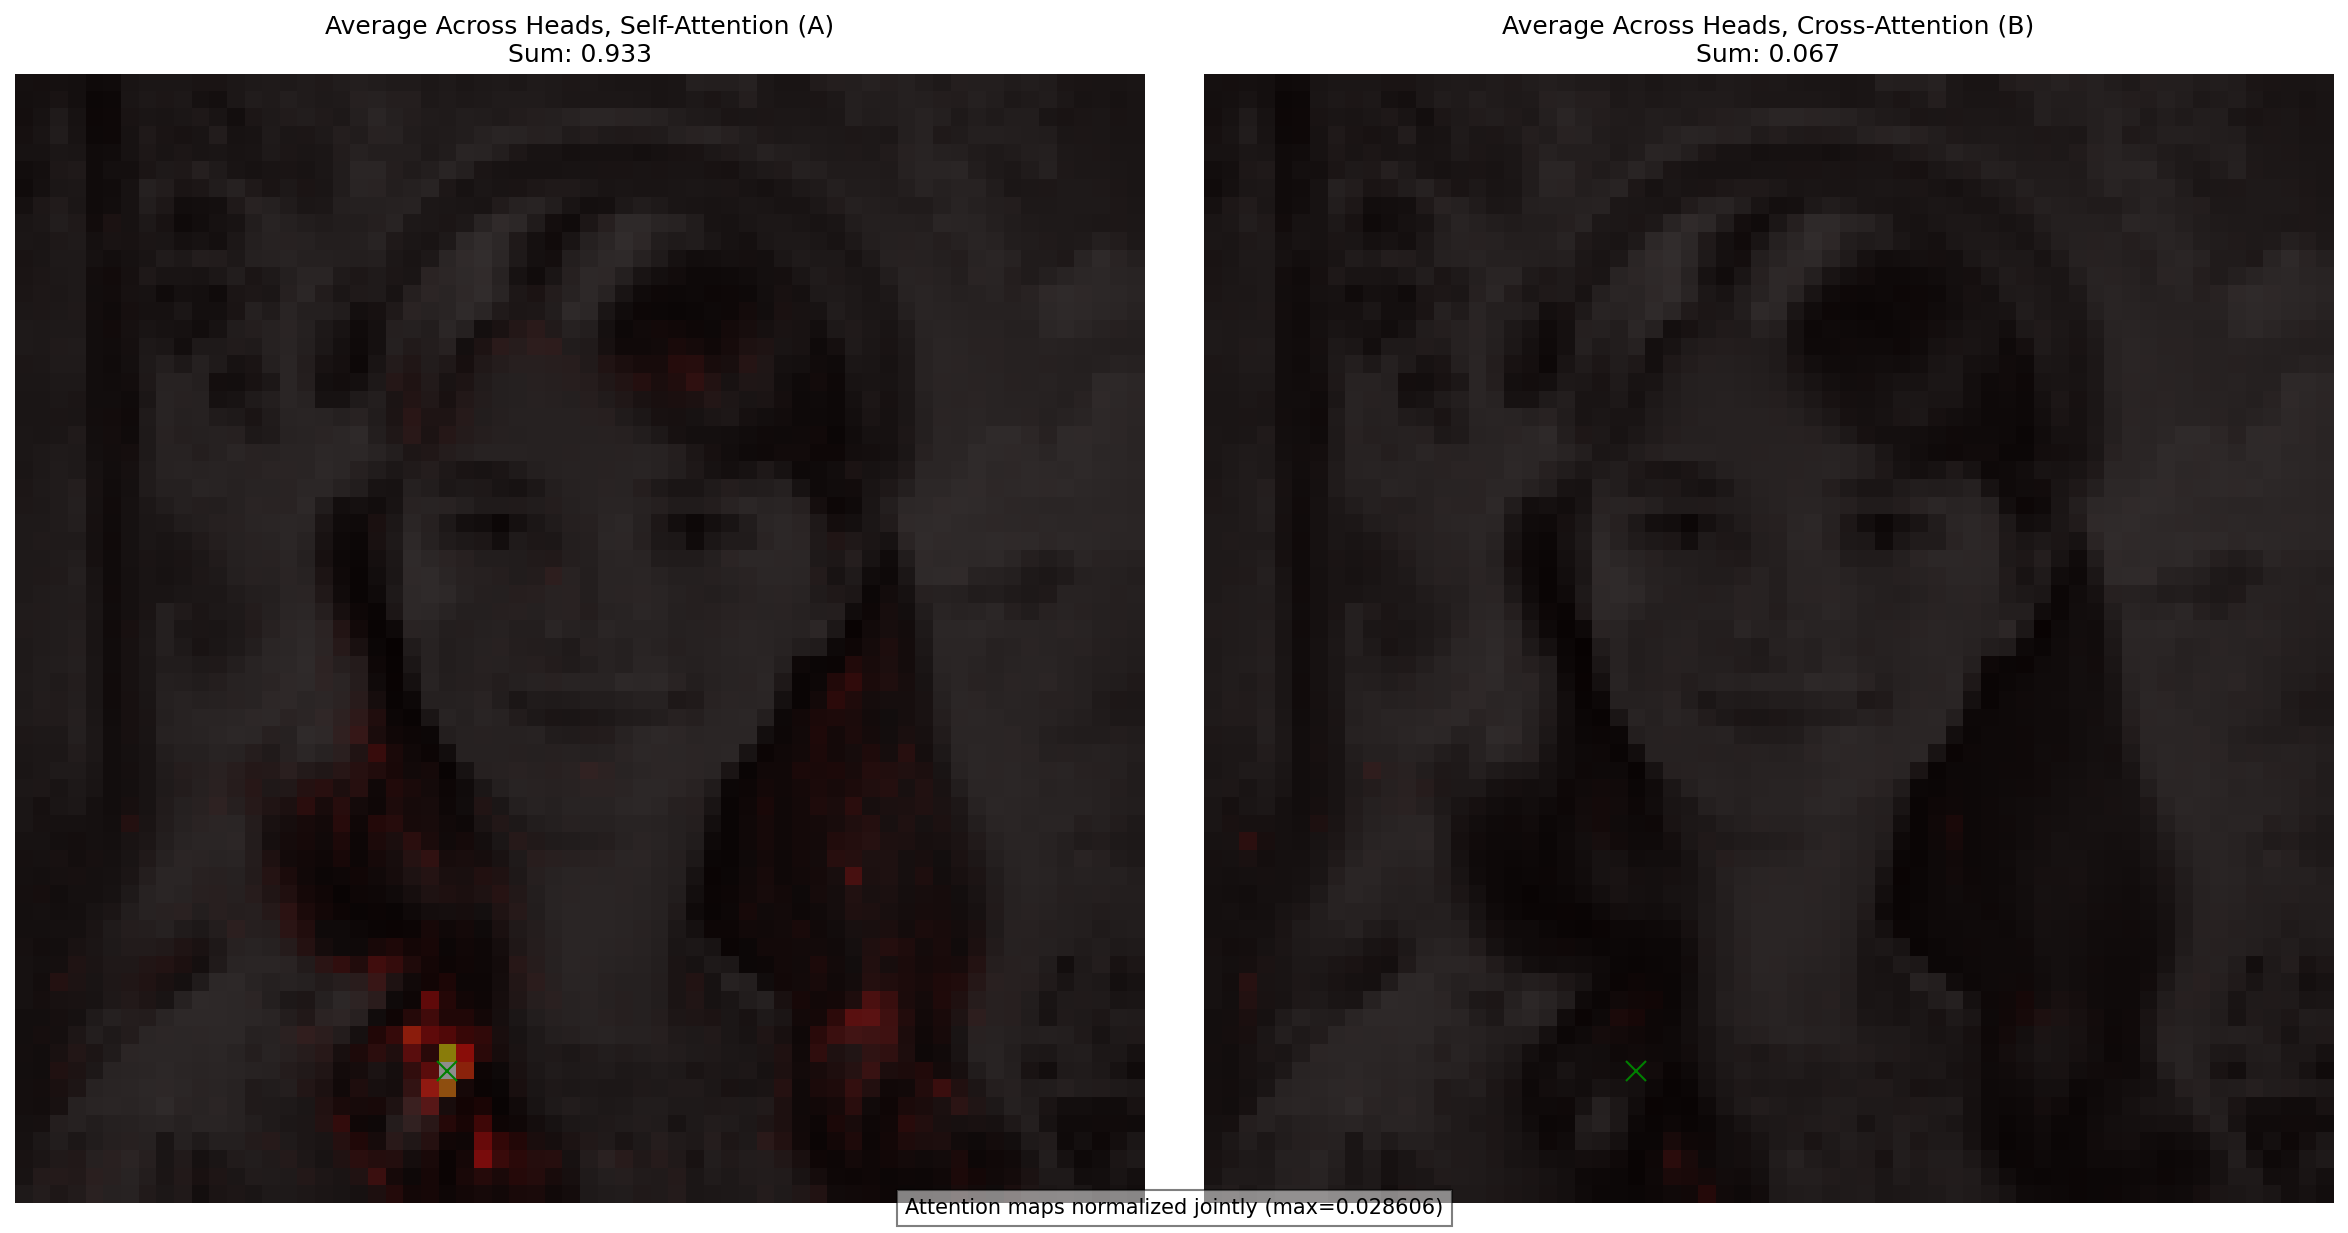 Average Across Heads, Self-Attention (A)
Sum: 0.933
Average Across Heads, Cross-Attention (B)
Sum: 0.067
Attention maps normalized jointly (max=0.028606)